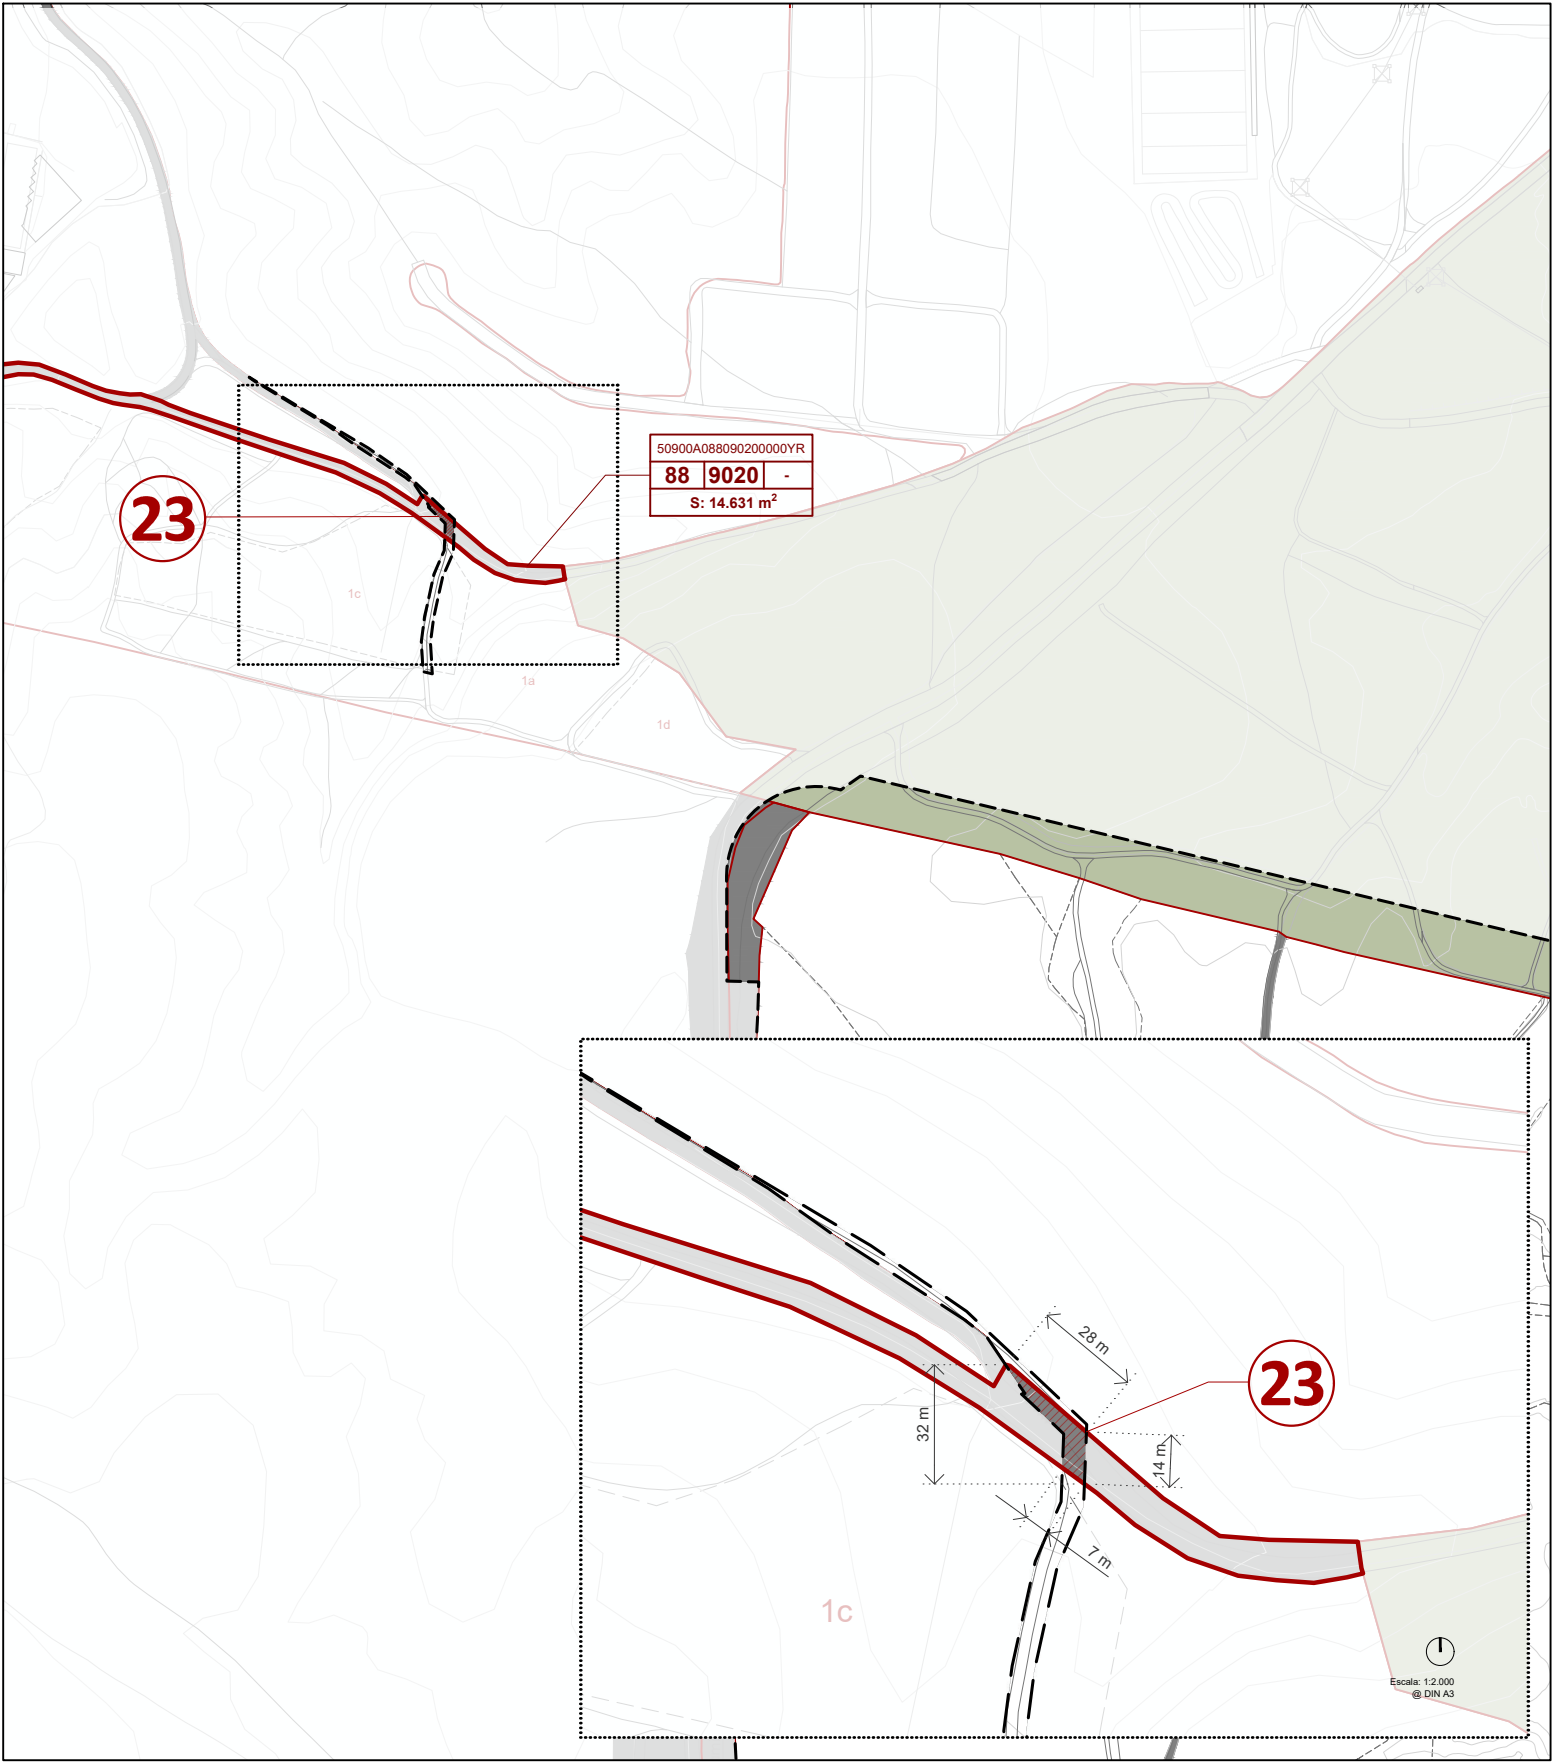 50900A088090200000YR
88 9020 -
S: 14.631 m²
23
1c
1a
1d
28 m
23
32 m
14 m
7 m
1c
Escala: 1:2.000
@ DIN A3